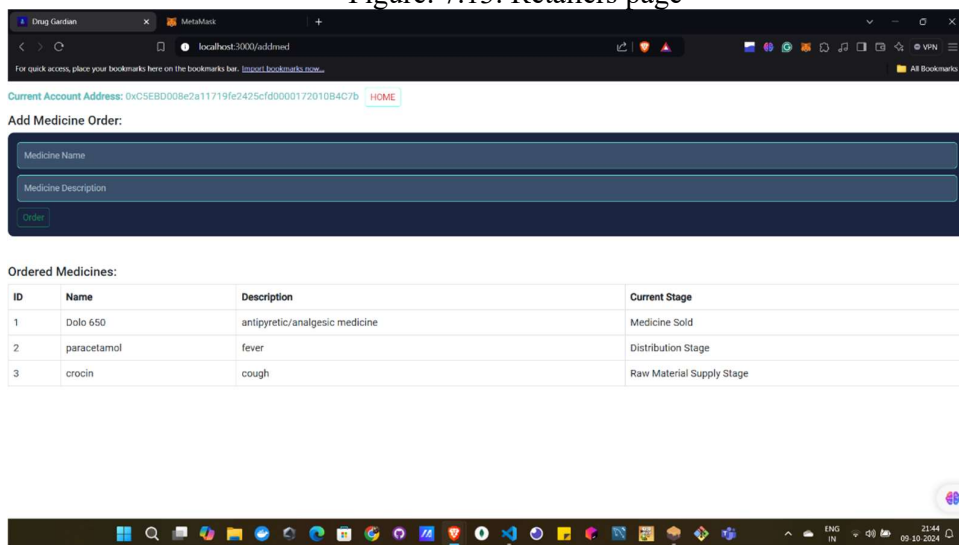 Figure: 7.13: Retailers page
Drug Gardian
MetaMask
localhost:3000/addmed
VPN
For quick access, place your bookmarks here on the bookmarks bar. Import bookmarks now...
All Bookmarks
Current Account Address: 0xC5EBD008e2a11719fe2425cfd0000172010B4C7b HOME
Add Medicine Order:
Medicine Name
Medicine Description
Order
Ordered Medicines:
ID Name Description Current Stage
1 Dolo 650 antipyretic/analgesic medicine Medicine Sold
2 paracetamol fever Distribution Stage
3 crocin cough Raw Material Supply Stage
ENG 21:44
IN 09-10-2024